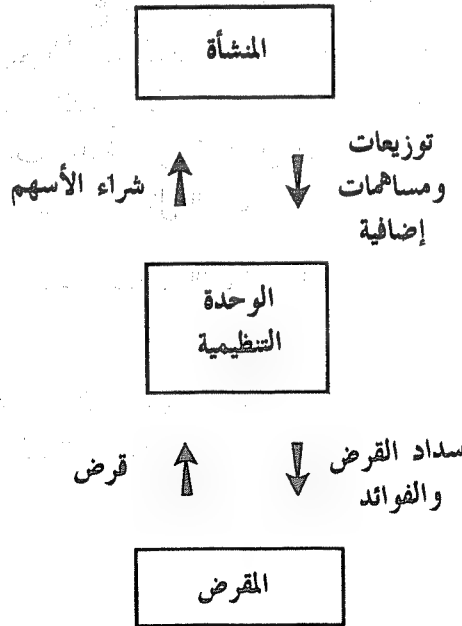 المنشأة
توزيعات
ومساهمات
إضافية
شراء الأسهم
الوحدة
التنظيمية
سداد القرض
والفوائد
قرض
المقرض